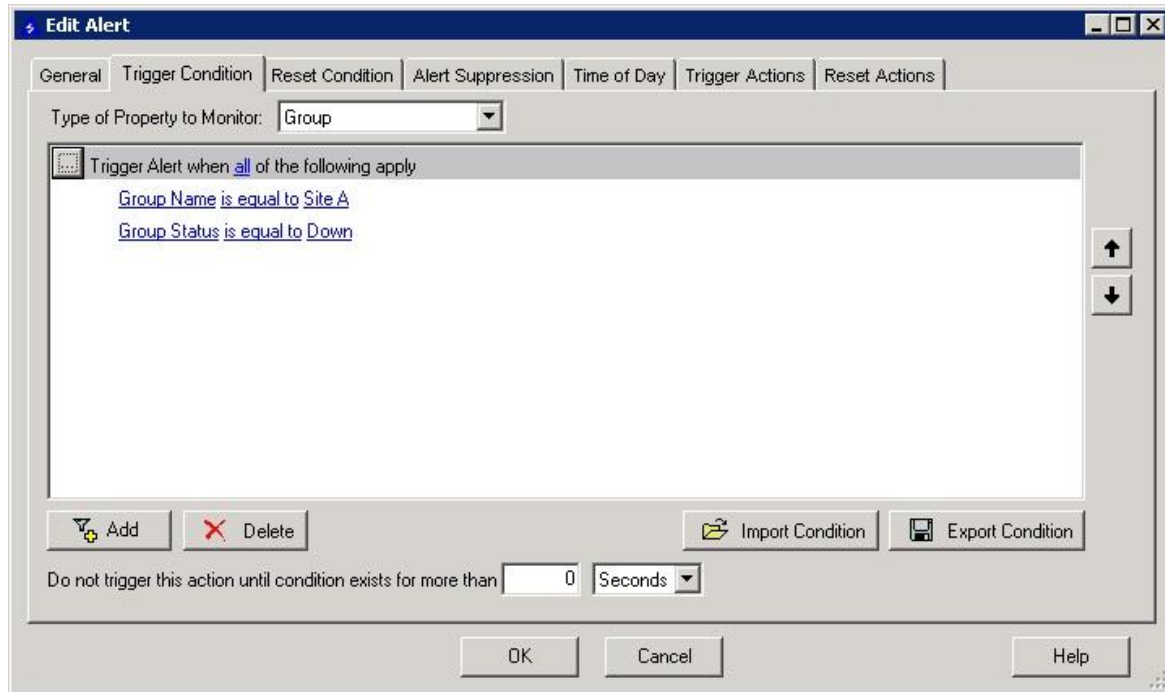 Edit Alert
General Trigger Condition Reset Condition Alert Suppression Time of Day Trigger Actions Reset Actions
Type of Property to Monitor: Group
... Trigger Alert when all of the following apply
Group Name is equal to Site A
Group Status is equal to Down
Add Delete Import Condition Export Condition
Do not trigger this action until condition exists for more than 0 Seconds
OK Cancel Help